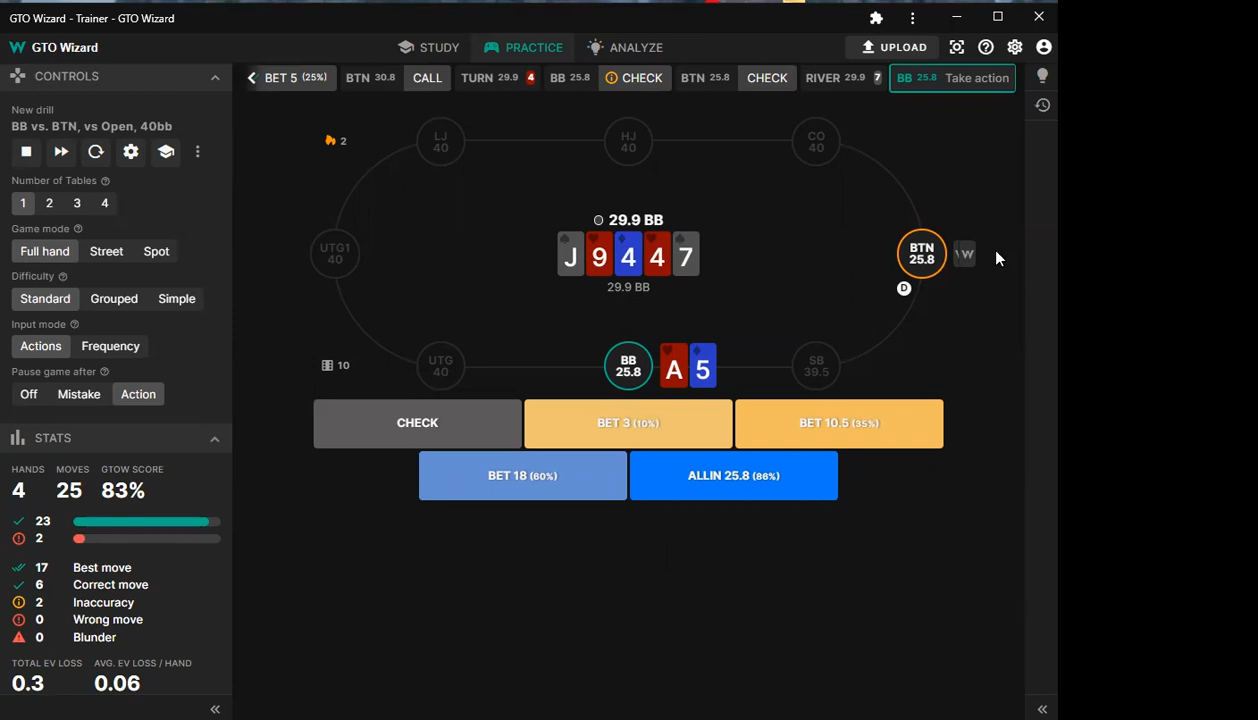 GTO Wizard - Trainer - GTO Wizard
GTO Wizard
STUDY
PRACTICE
ANALYZE
UPLOAD
CONTROLS
BET 5 (25%)
BTN 30.8
CALL
TURN 29.9 4
BB 25.8
CHECK
BTN 25.8
CHECK
RIVER 29.9 7
BB 25.8 Take action
New drill
BB vs. BTN, vs Open, 40bb
Number of Tables
1 2 3 4
Game mode
Full hand Street Spot
Difficulty
Standard Grouped Simple
Input mode
Actions Frequency
Pause game after
Off Mistake Action
STATS
HANDS MOVES GTOW SCORE
4 25 83%
23
2
17 Best move
6 Correct move
2 Inaccuracy
0 Wrong move
0 Blunder
TOTAL EV LOSS AVG. EV LOSS / HAND
0.3 0.06
2
LJ
40
HJ
40
CO
40
UTG1
40
29.9 BB
J 9 4 4 7
29.9 BB
BTN
25.8
W
D
10
UTG
40
BB
25.8
A 5
SB
39.5
CHECK
BET 3 (10%)
BET 10.5 (35%)
BET 18 (60%)
ALLIN 25.8 (86%)